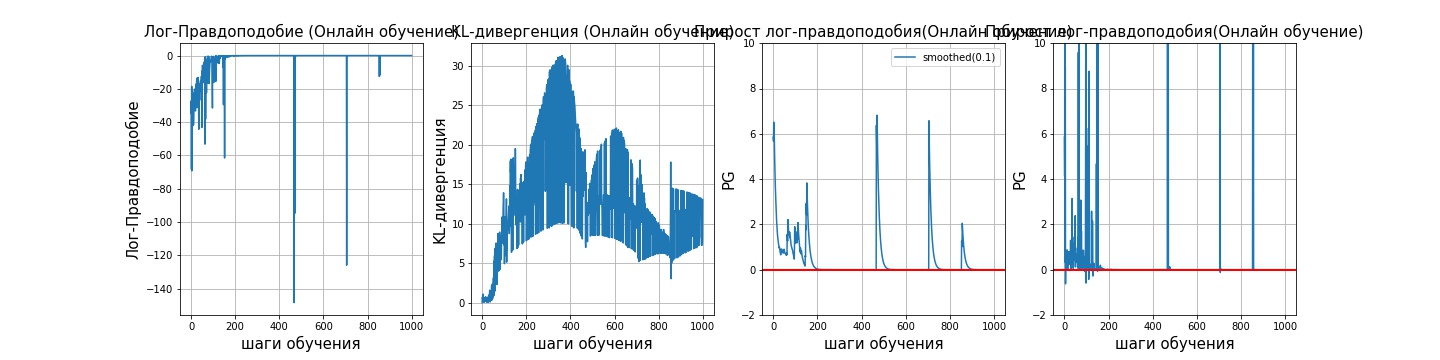 Лог-Правдоподобие (Онлайн обучение)
KL-дивергенция (Онлайн обучение)
Прирост лог-правдоподобия(Онлайн обучение)
Прирост лог-правдоподобия(Онлайн обучение)
Лог-Правдоподобие
0
−20
−40
−60
−80
−100
−120
−140
0 200 400 600 800 1000
шаги обучения
KL-дивергенция
30
25
20
15
10
5
0
0 200 400 600 800 1000
шаги обучения
PG
10
8
6
4
2
0
−2
smoothed(0.1)
0 200 400 600 800 1000
шаги обучения
PG
10
8
6
4
2
0
−2
0 200 400 600 800 1000
шаги обучения